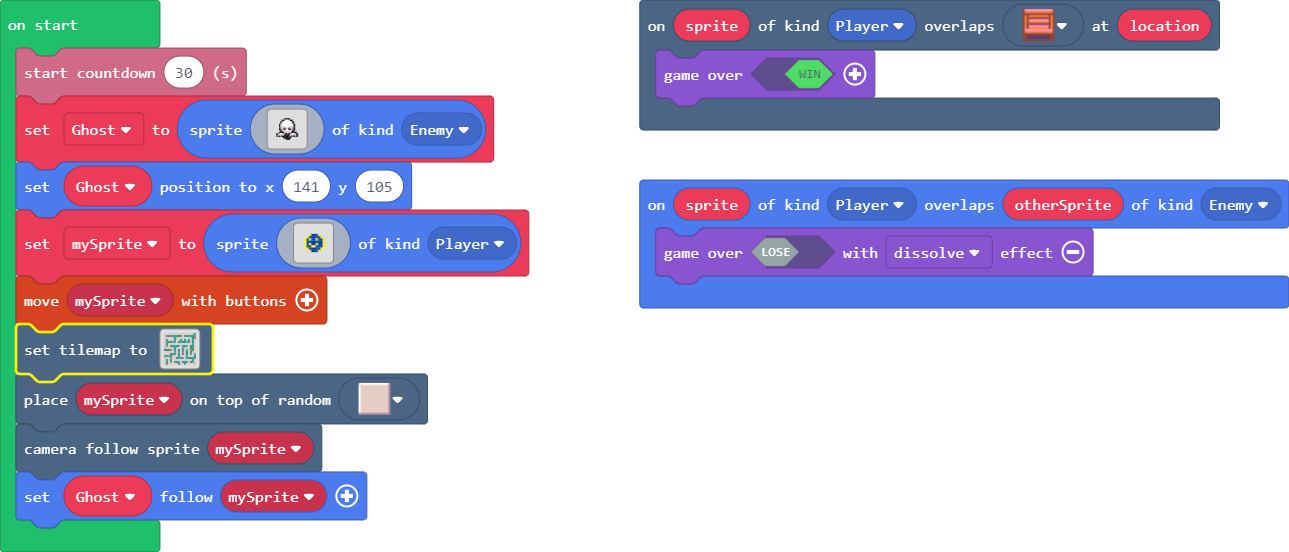 on start
start countdown 30 (s)
set Ghost to sprite of kind Enemy
set Ghost position to x 141 y 105
set mySprite to sprite of kind Player
move mySprite with buttons
set tilemap to
place mySprite on top of random
camera follow sprite mySprite
set Ghost follow mySprite
on sprite of kind Player overlaps at location
game over WIN
on sprite of kind Player overlaps otherSprite of kind Enemy
game over LOSE with dissolve effect